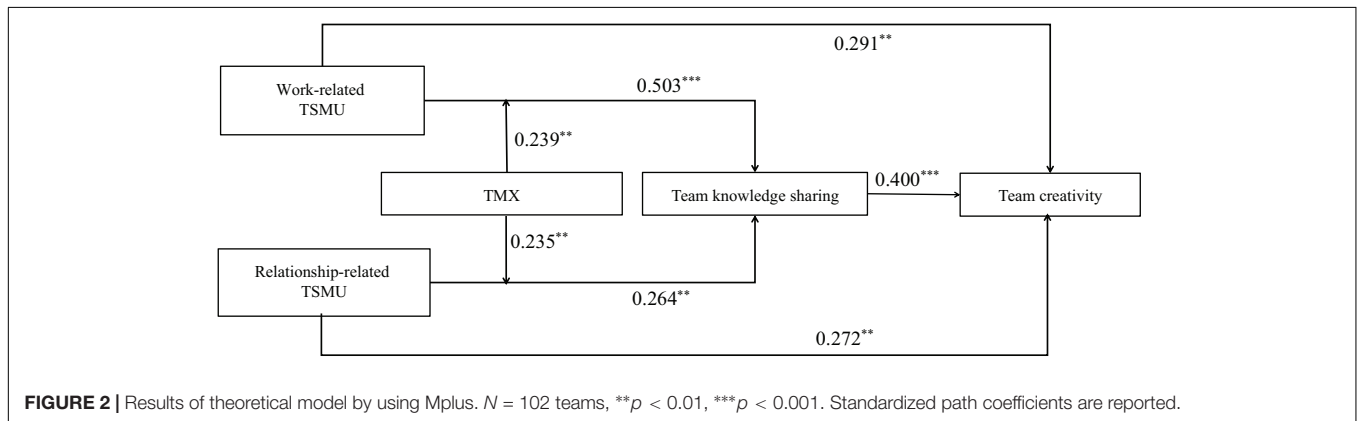 0.291**
Work-related
TSMU
0.503***
0.239**
TMX
Team knowledge sharing
0.400***
Team creativity
0.235**
Relationship-related
TSMU
0.264**
0.272**
FIGURE 2 | Results of theoretical model by using Mplus. N = 102 teams, **p < 0.01, ***p < 0.001. Standardized path coefficients are reported.